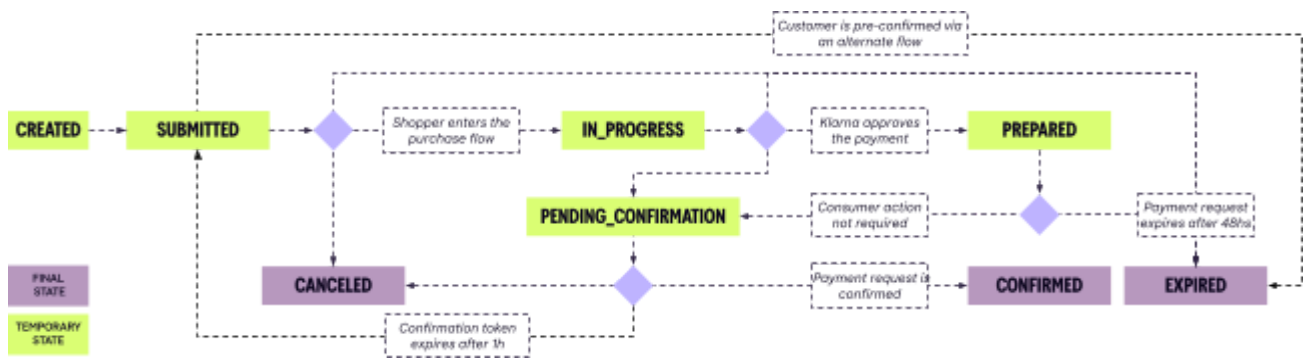 Customer is pre-confirmed via
an alternate flow
CREATED
SUBMITTED
Shopper enters the
purchase flow
IN_PROGRESS
Klarna approves
the payment
PREPARED
PENDING_CONFIRMATION
Consumer action
not required
Payment request
expires after 48hs
FINAL
STATE
CANCELED
Payment request is
confirmed
CONFIRMED
EXPIRED
TEMPORARY
STATE
Confirmation token
expires after 1h